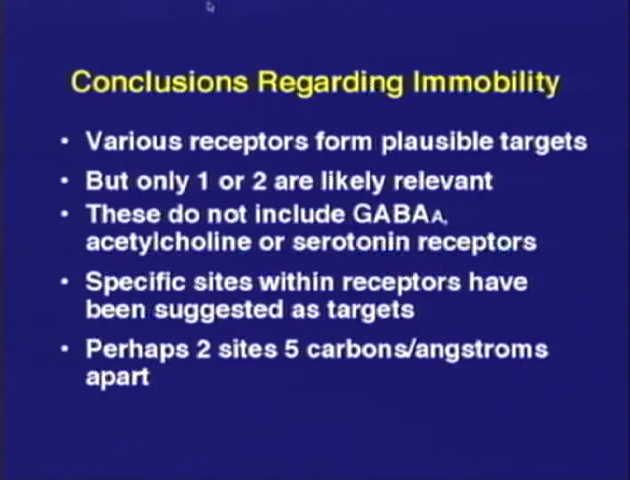 Conclusions Regarding Immobility
• Various receptors form plausible targets
• But only 1 or 2 are likely relevant
• These do not include GABAA,
acetylcholine or serotonin receptors
• Specific sites within receptors have
been suggested as targets
• Perhaps 2 sites 5 carbons/angstroms
apart